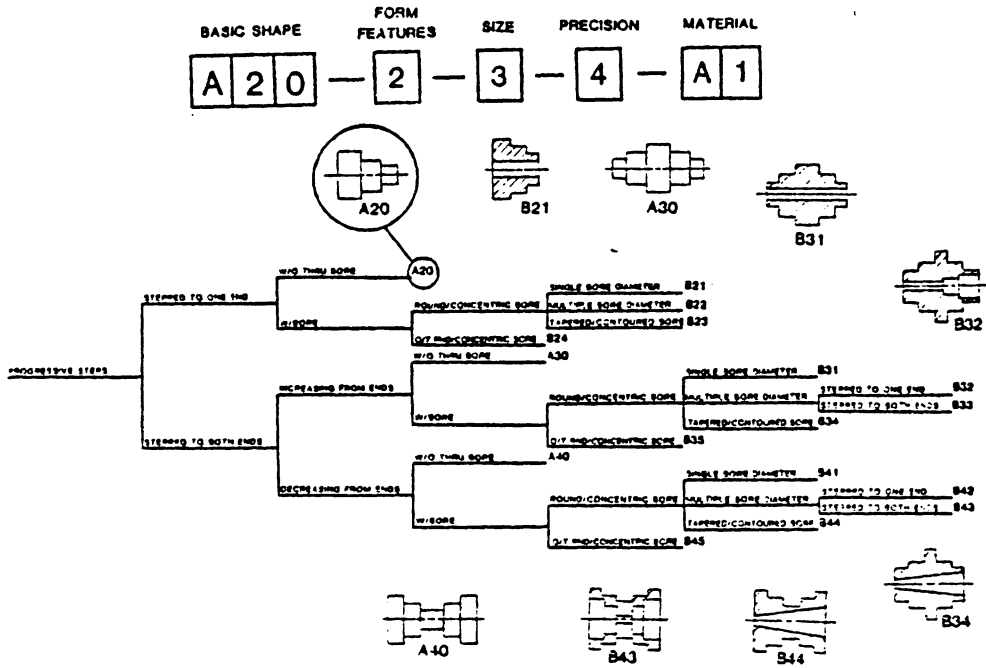 BASIC SHAPE
FORM
FEATURES
SIZE
PRECISION
MATERIAL
A 2 0 — 2 — 3 — 4 — A 1
A20
B21
A30
B31
B32
W/O THRU BORE
A20
STEPPED TO ONE END
SINGLE BORE DIAMETER B21
ROUND/CONCENTRIC BORE
MULTIPLE BORE DIAMETER B22
W/BORE
TAPERED/CONTOURED BORE B23
O/T RND/CONCENTRIC BORE B24
W/O THRU BORE A30
PROGRESSIVE STEPS
INCREASING FROM ENDS
SINGLE BORE DIAMETER B31
ROUND/CONCENTRIC BORE
MULTIPLE BORE DIAMETER
STEPPED TO ONE END B32
STEPPED TO BOTH ENDS B33
W/BORE
TAPERED/CONTOURED BORE B34
STEPPED TO BOTH ENDS
O/T RND/CONCENTRIC BORE B35
W/O THRU BORE A40
DECREASING FROM ENDS
SINGLE BORE DIAMETER B41
ROUND/CONCENTRIC BORE
MULTIPLE BORE DIAMETER
STEPPED TO ONE END B42
STEPPED TO BOTH ENDS B43
W/BORE
TAPERED/CONTOURED BORE B44
O/T RND/CONCENTRIC BORE B45
B34
A40
B43
B44